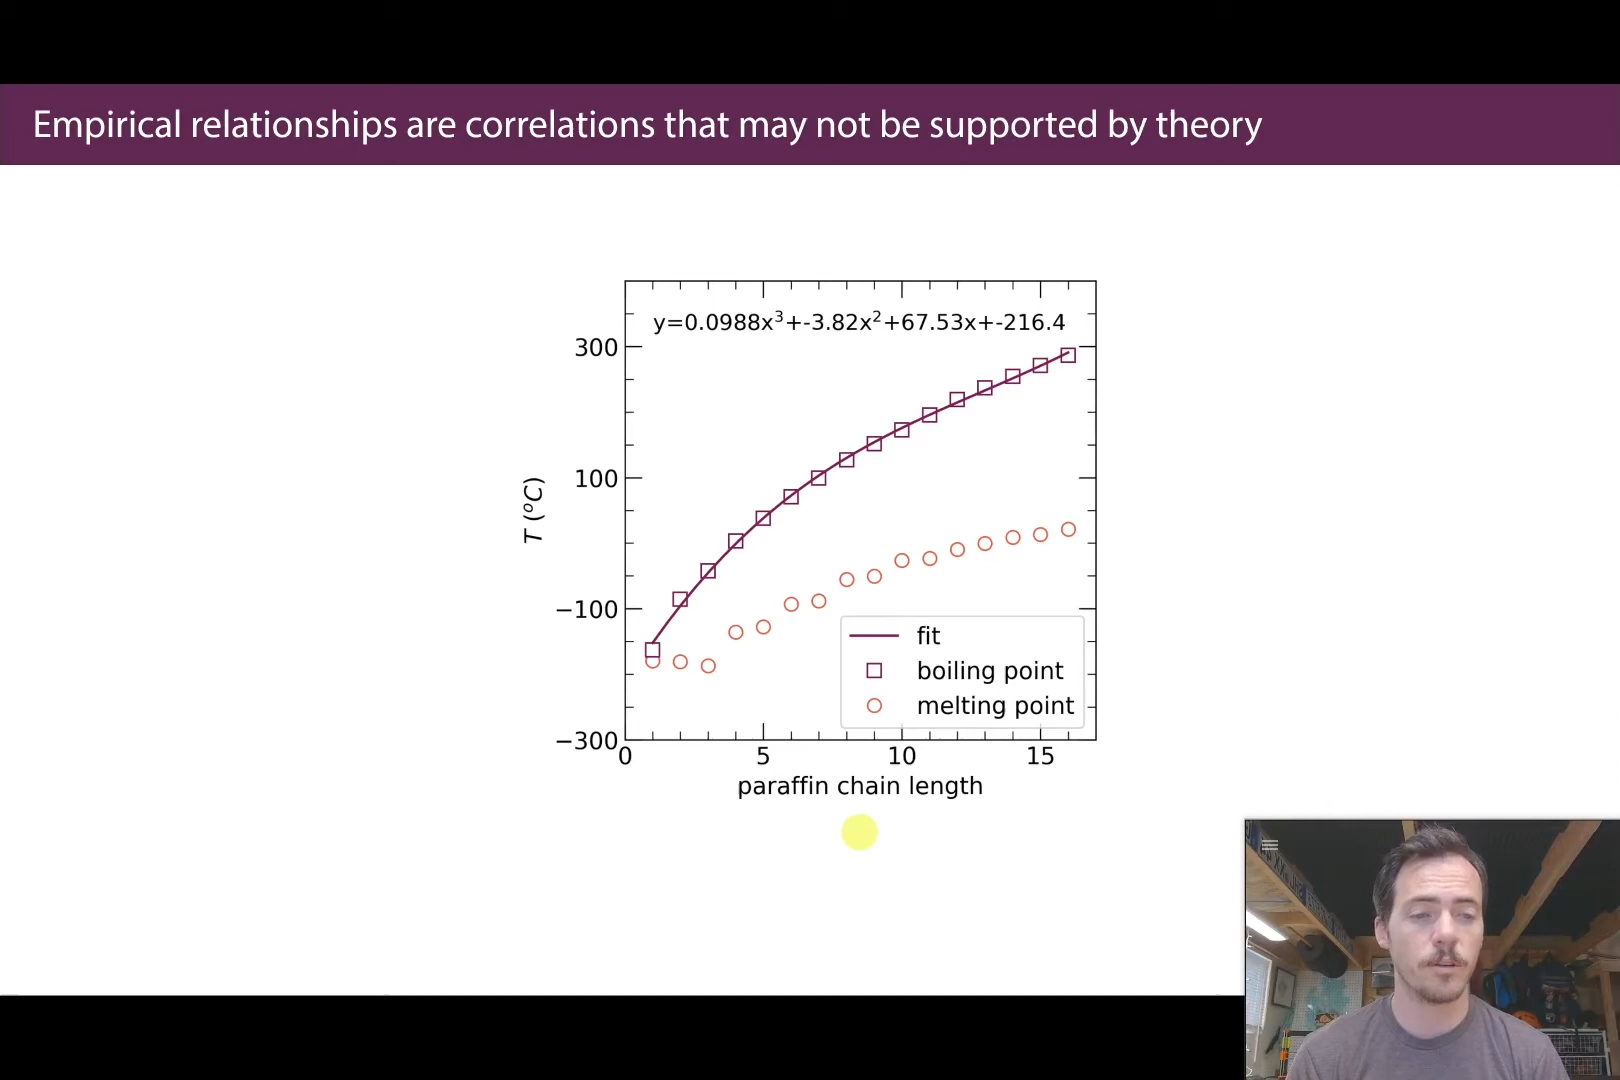 Empirical relationships are correlations that may not be supported by theory
y=0.0988x³+-3.82x²+67.53x+-216.4
300
100
−100
−300
T (°C)
0 5 10 15
paraffin chain length
fit
boiling point
melting point